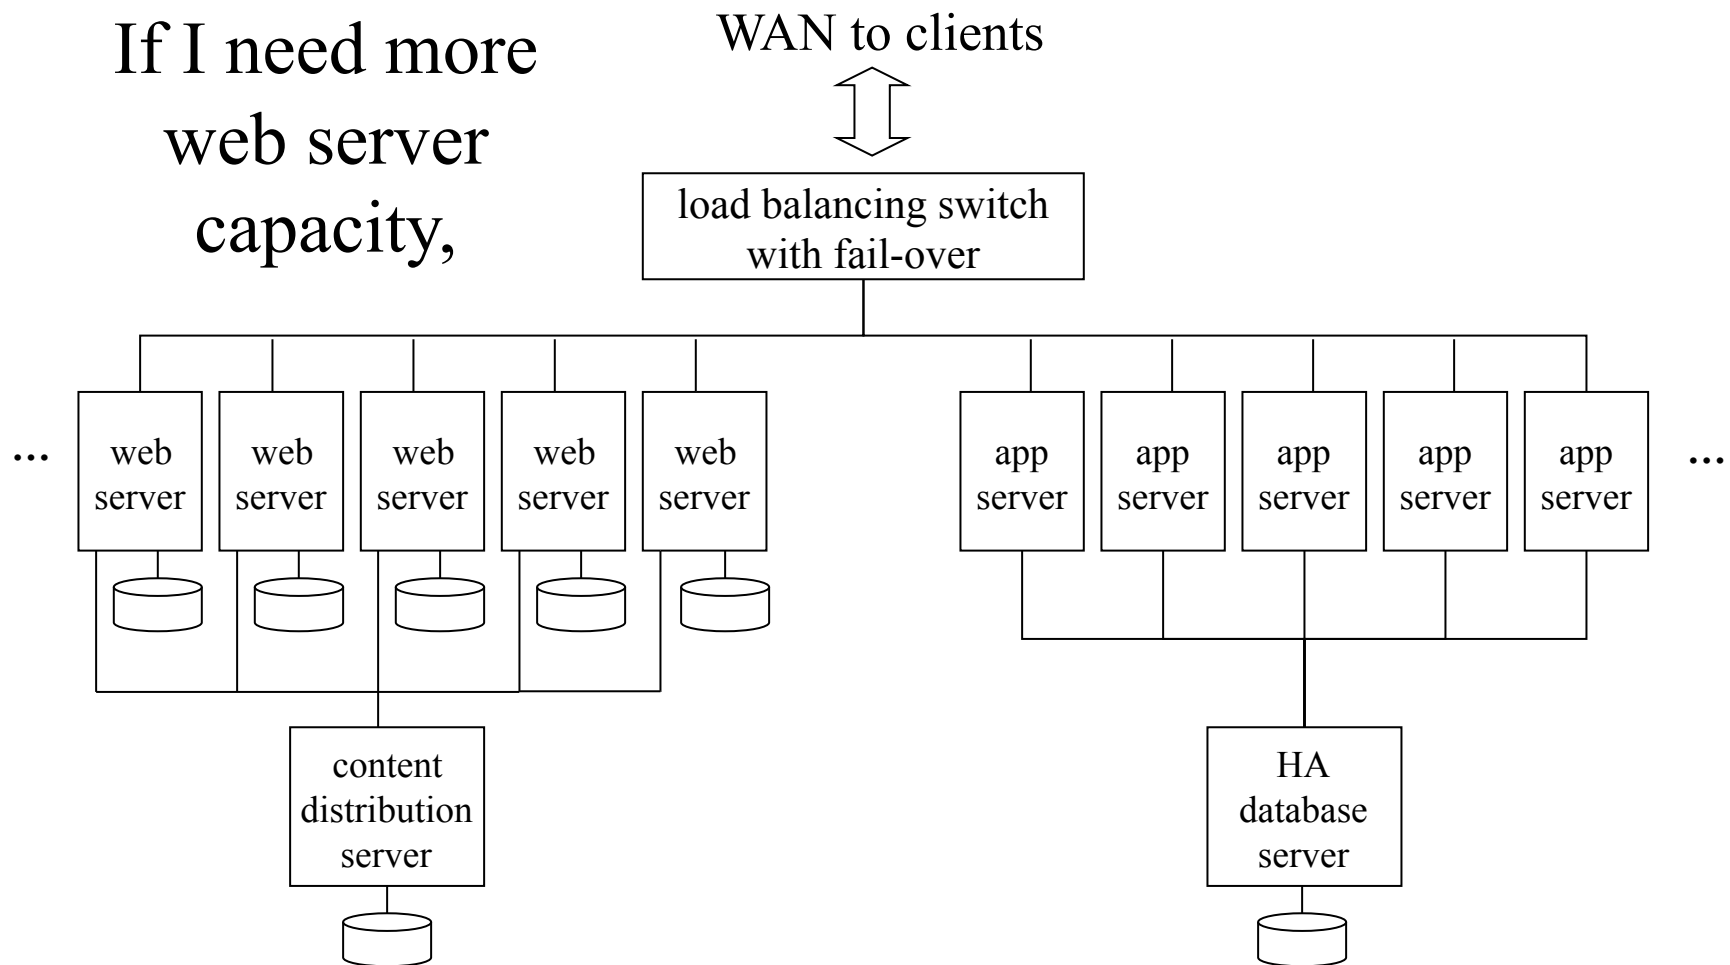 If I need more
web server
capacity,
WAN to clients
load balancing switch
with fail-over
...
web
server
web
server
web
server
web
server
web
server
app
server
app
server
app
server
app
server
app
server
...
content
distribution
server
HA
database
server